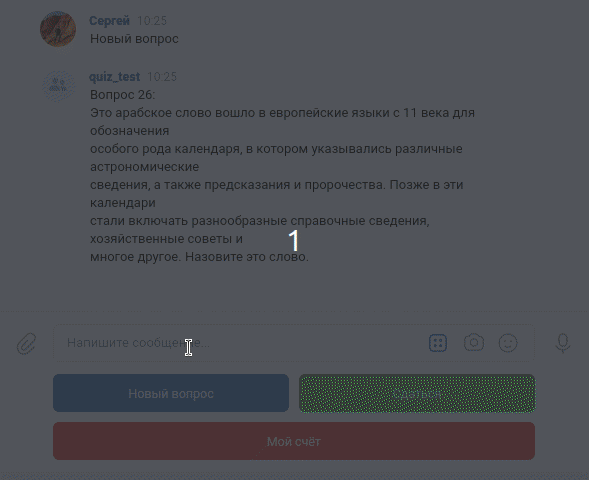 Сергей 10:25
Новый вопрос
quiz_test 10:25
Вопрос 26:
Это арабское слово вошло в европейские языки с 11 века для
обозначения
особого рода календаря, в котором указывались различные
астрономические
сведения, а также предсказания и пророчества. Позже в эти
календари
стали включать разнообразные справочные сведения,
хозяйственные советы и
многое другое. Назовите это слово.
1
Напишите сообщение...
Новый вопрос
Сдаться
Мой счёт